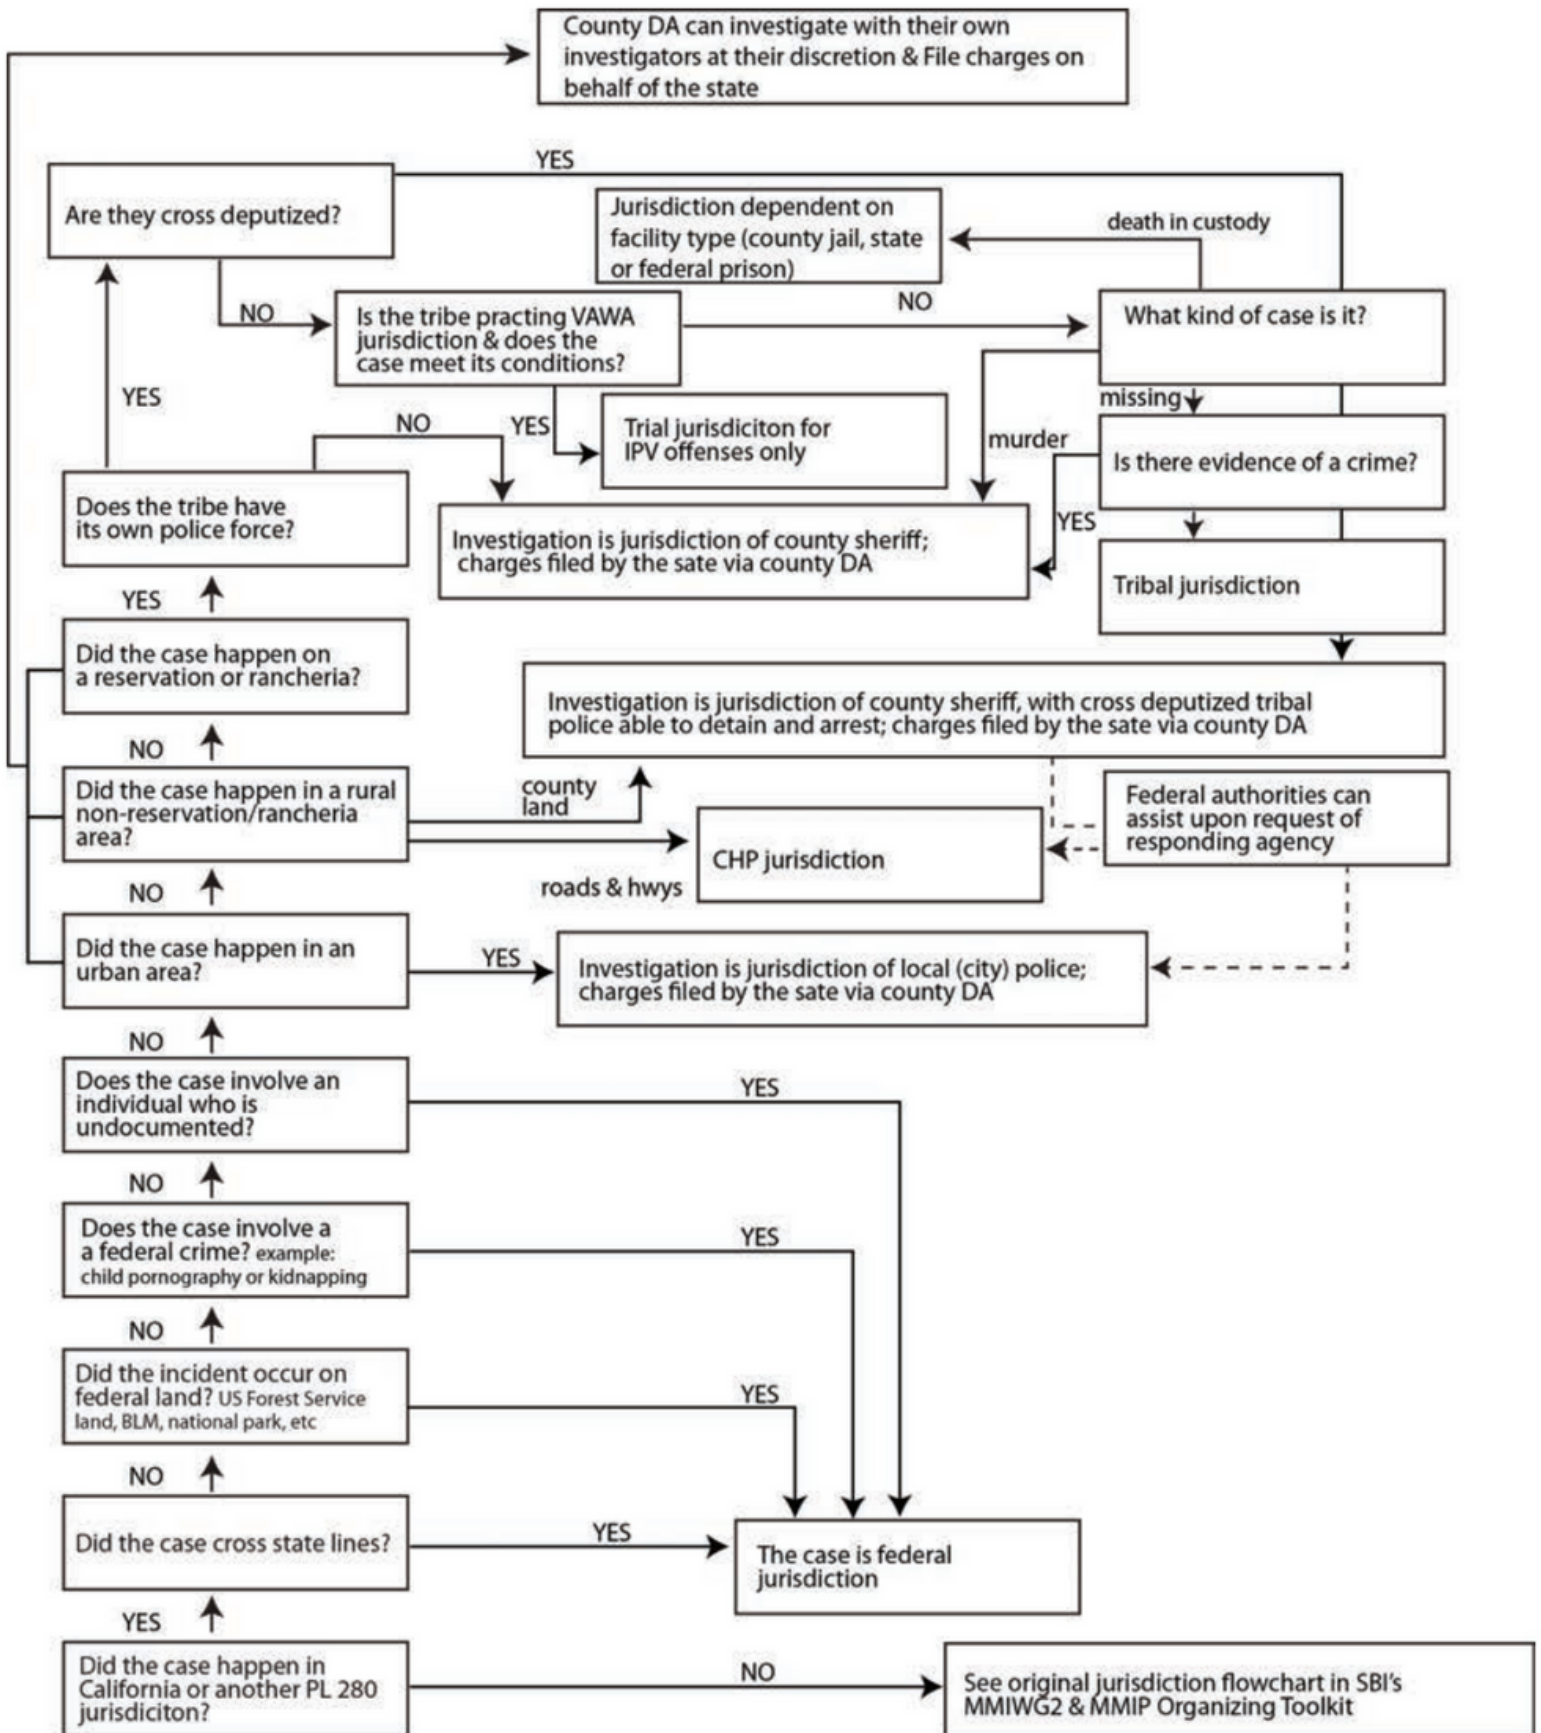 County DA can investigate with their own
investigators at their discretion & File charges on
behalf of the state
YES
Are they cross deputized?
Jurisdiction dependent on
facility type (county jail, state
or federal prison)
death in custody
NO
Is the tribe practing VAWA
jurisdiction & does the
case meet its conditions?
NO
What kind of case is it?
YES
NO
YES
Trial jurisdiciton for
IPV offenses only
missing
murder
Is there evidence of a crime?
Does the tribe have
its own police force?
Investigation is jurisdiction of county sheriff;
charges filed by the sate via county DA
YES
Tribal jurisdiction
YES
Did the case happen on
a reservation or rancheria?
Investigation is jurisdiction of county sheriff, with cross deputized tribal
police able to detain and arrest; charges filed by the sate via county DA
NO
Did the case happen in a rural
non-reservation/rancheria
area?
county
land
Federal authorities can
assist upon request of
responding agency
CHP jurisdiction
roads & hwys
NO
Did the case happen in an
urban area?
YES
Investigation is jurisdiction of local (city) police;
charges filed by the sate via county DA
NO
Does the case involve an
individual who is
undocumented?
YES
NO
Does the case involve a
a federal crime? example:
child pornography or kidnapping
YES
NO
Did the incident occur on
federal land? US Forest Service
land, BLM, national park, etc
YES
NO
Did the case cross state lines?
YES
The case is federal
jurisdiction
YES
Did the case happen in
California or another PL 280
jurisdiciton?
NO
See original jurisdiction flowchart in SBI's
MMIWG2 & MMIP Organizing Toolkit